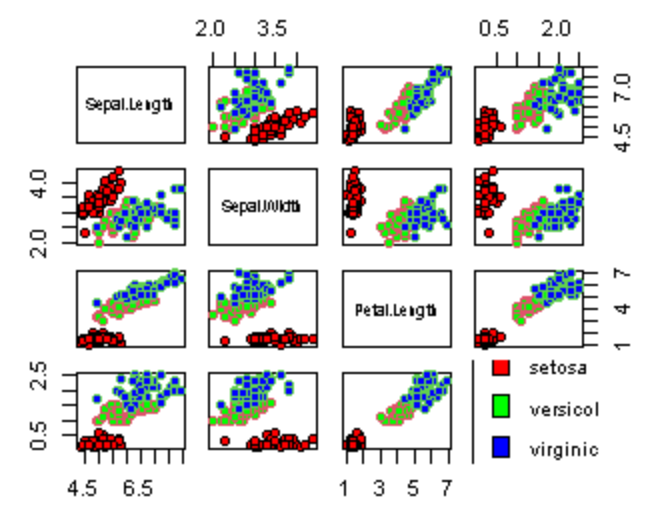 2.0 3.5 0.5 2.0
Sepal.Length
4.5 7.0
2.0 4.0
Sepal.Width
Petal.Length
1 4 7
0.5 2.5
setosa
versicol
virginic
4.5 6.5 1 3 5 7